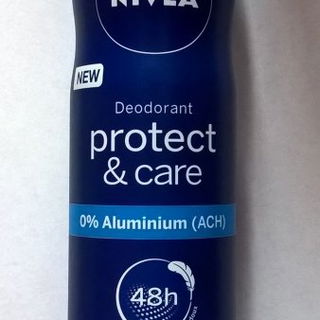 NIVEA
NEW
Deodorant
protect
& care
0% Aluminium (ACH)
48h